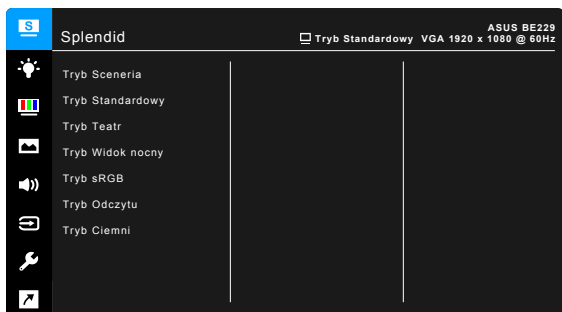 S
Splendid
ASUS BE229
Tryb Standardowy VGA 1920 x 1080 @ 60Hz
Tryb Sceneria
Tryb Standardowy
Tryb Teatr
Tryb Widok nocny
Tryb sRGB
Tryb Odczytu
Tryb Ciemni